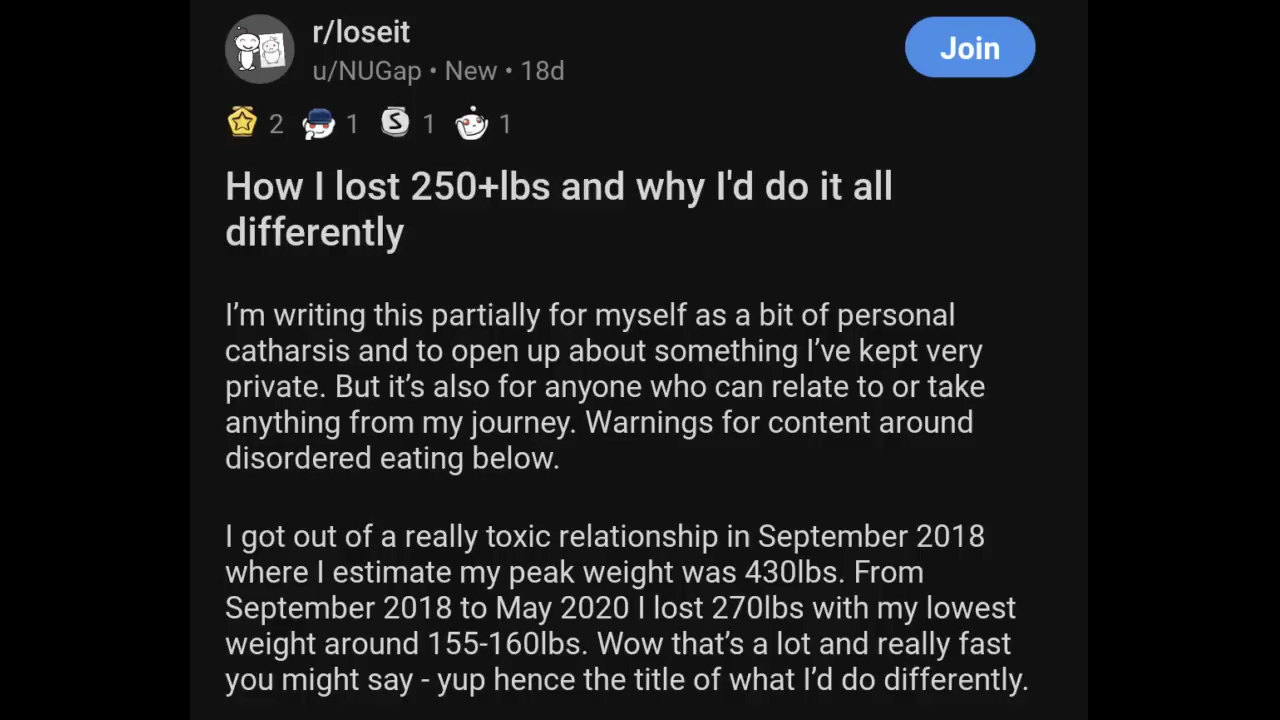 r/loseit
u/NUGap • New • 18d
Join
2 1 S 1 1
How I lost 250+lbs and why I'd do it all
differently
I’m writing this partially for myself as a bit of personal
catharsis and to open up about something I’ve kept very
private. But it’s also for anyone who can relate to or take
anything from my journey. Warnings for content around
disordered eating below.
I got out of a really toxic relationship in September 2018
where I estimate my peak weight was 430lbs. From
September 2018 to May 2020 I lost 270lbs with my lowest
weight around 155-160lbs. Wow that’s a lot and really fast
you might say - yup hence the title of what I’d do differently.